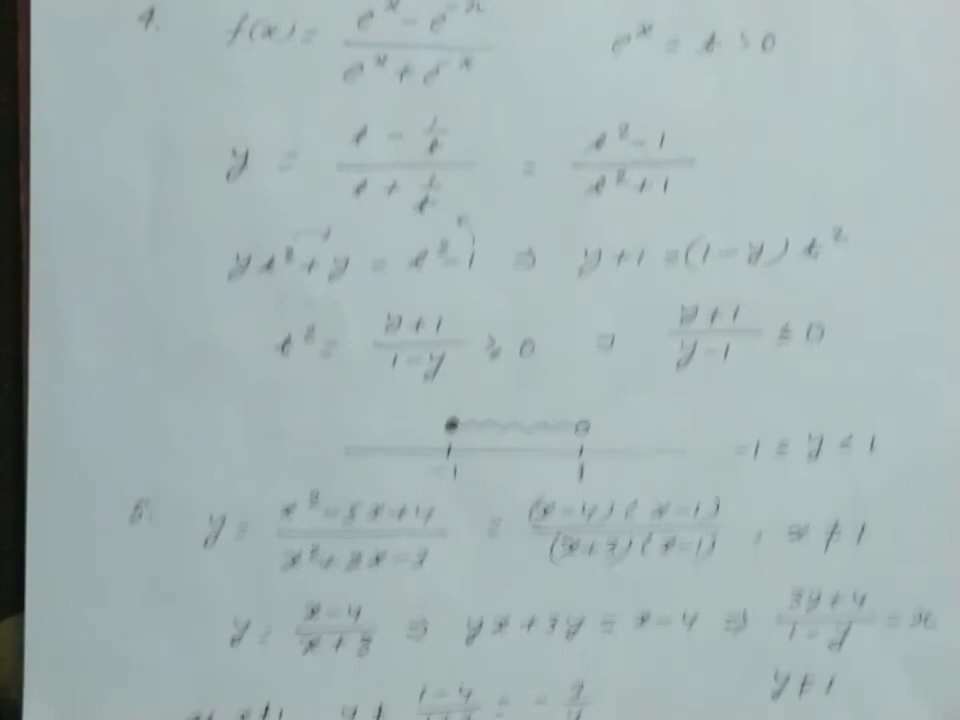 4. f(x) = (e^x - e^-x)/(e^x + e^-x) e^x = t > 0
y = (t - 1/t)/(t + 1/t) = (t² - 1)/(t² + 1)
yt² + y = t² - 1 ⇒ y + 1 = (1 - y) t²
t² = (y + 1)/(1 - y) ≥ 0 = (y + 1)/(y - 1) ≤ 0
-1 1 -1 ≤ y < 1
5. y = (x² - 5x + 4)/(x² + 2x - 3) = (x - 4)(x - 1)/(x + 3)(x - 1), x ≠ 1
y = (x - 4)/(x + 3) ⇒ yx + 3y = x - 4 ⇒ (3y + 4)/(1 - y) = x
y ≠ 1